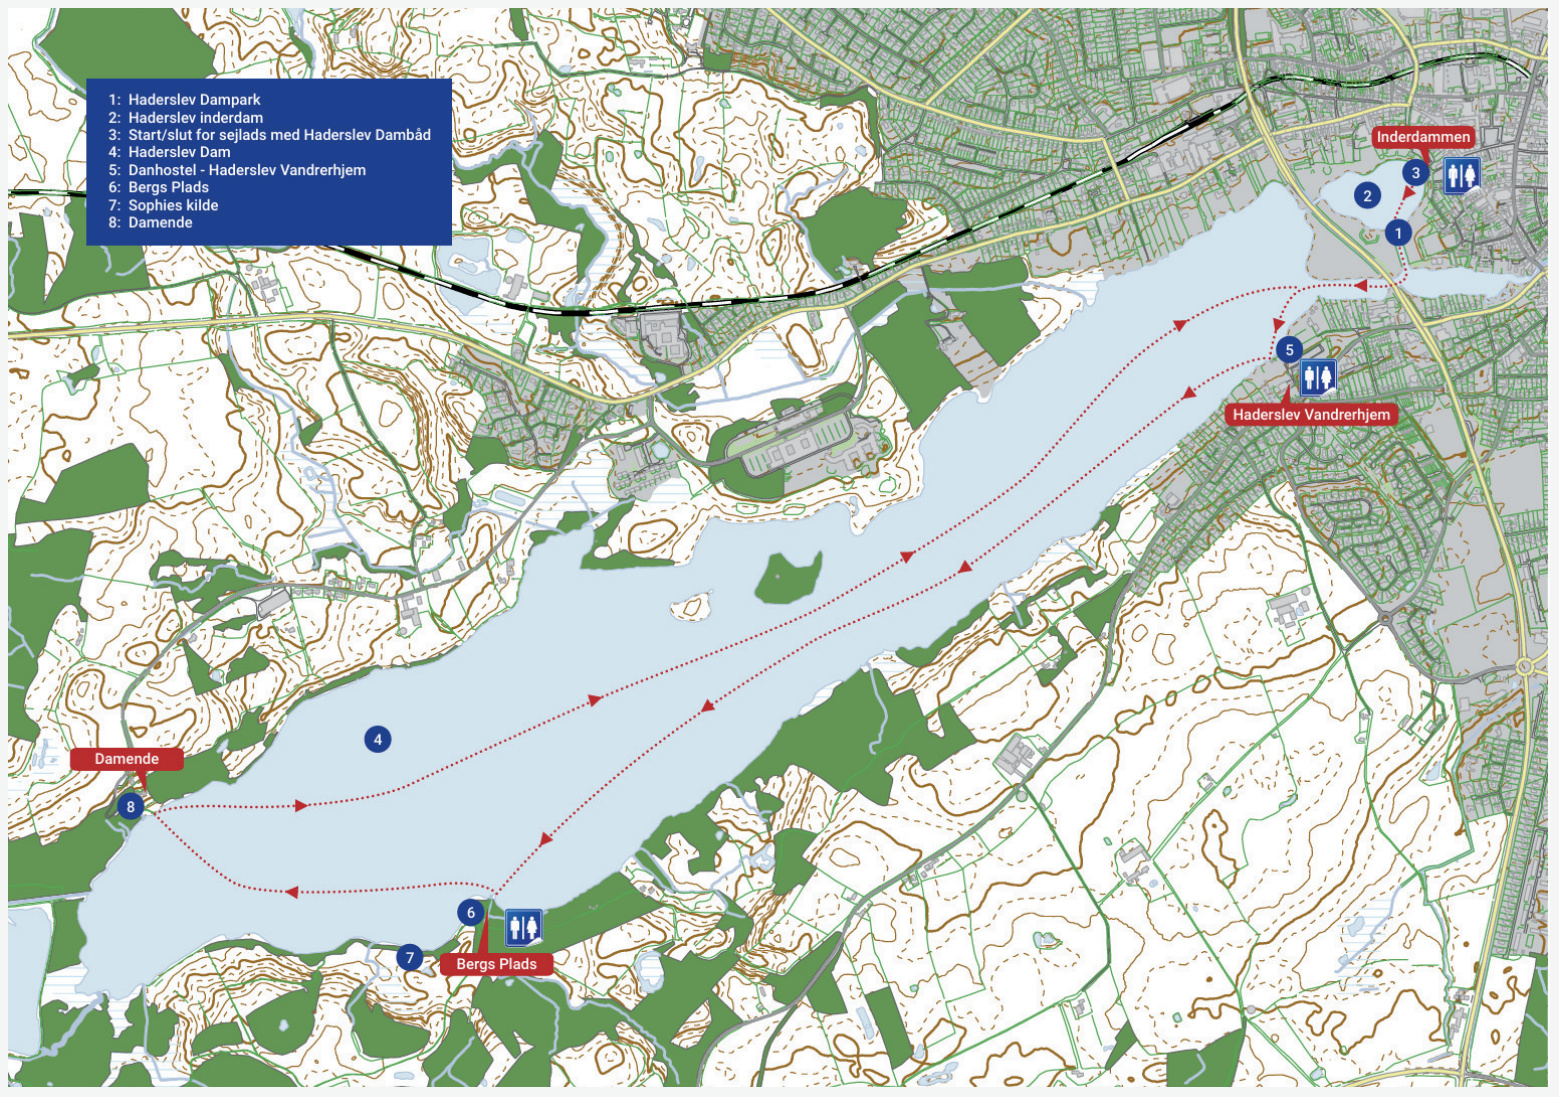 1: Haderslev Dampark
2: Haderslev inderdam
3: Start/slut for sejlads med Haderslev Dambåd
4: Haderslev Dam
5: Danhostel - Haderslev Vandrerhjem
6: Bergs Plads
7: Sophies kilde
8: Damende
Inderdammen
3
2
1
5
Haderslev Vandrerhjem
4
Damende
8
6
7
Bergs Plads